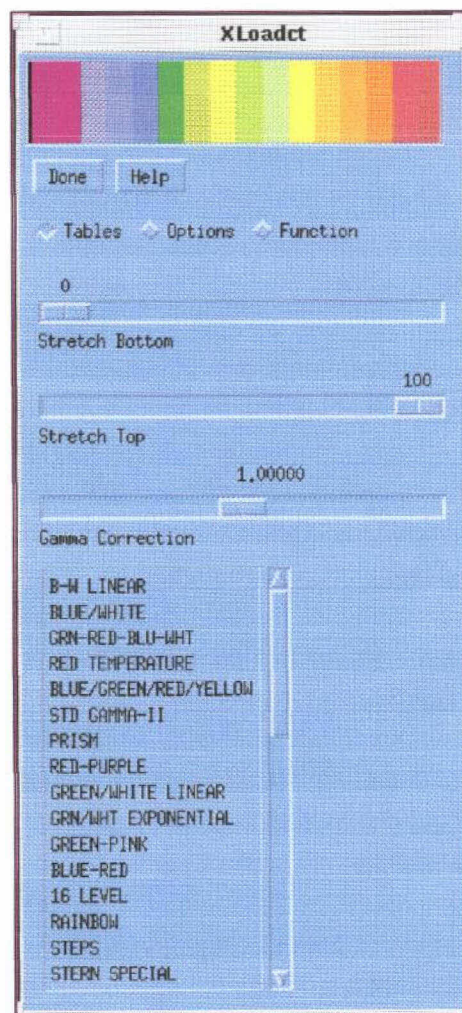 XLoadct
Done Help
Tables Options Function
0
Stretch Bottom
100
Stretch Top
1.00000
Gamma Correction
B-W LINEAR
BLUE/WHITE
GRN-RED-BLU-WHT
RED TEMPERATURE
BLUE/GREEN/RED/YELLOW
STD GAMMA-II
PRISM
RED-PURPLE
GREEN/WHITE LINEAR
GRN/WHT EXPONENTIAL
GREEN-PINK
BLUE-RED
16 LEVEL
RAINBOW
STEPS
STERN SPECIAL